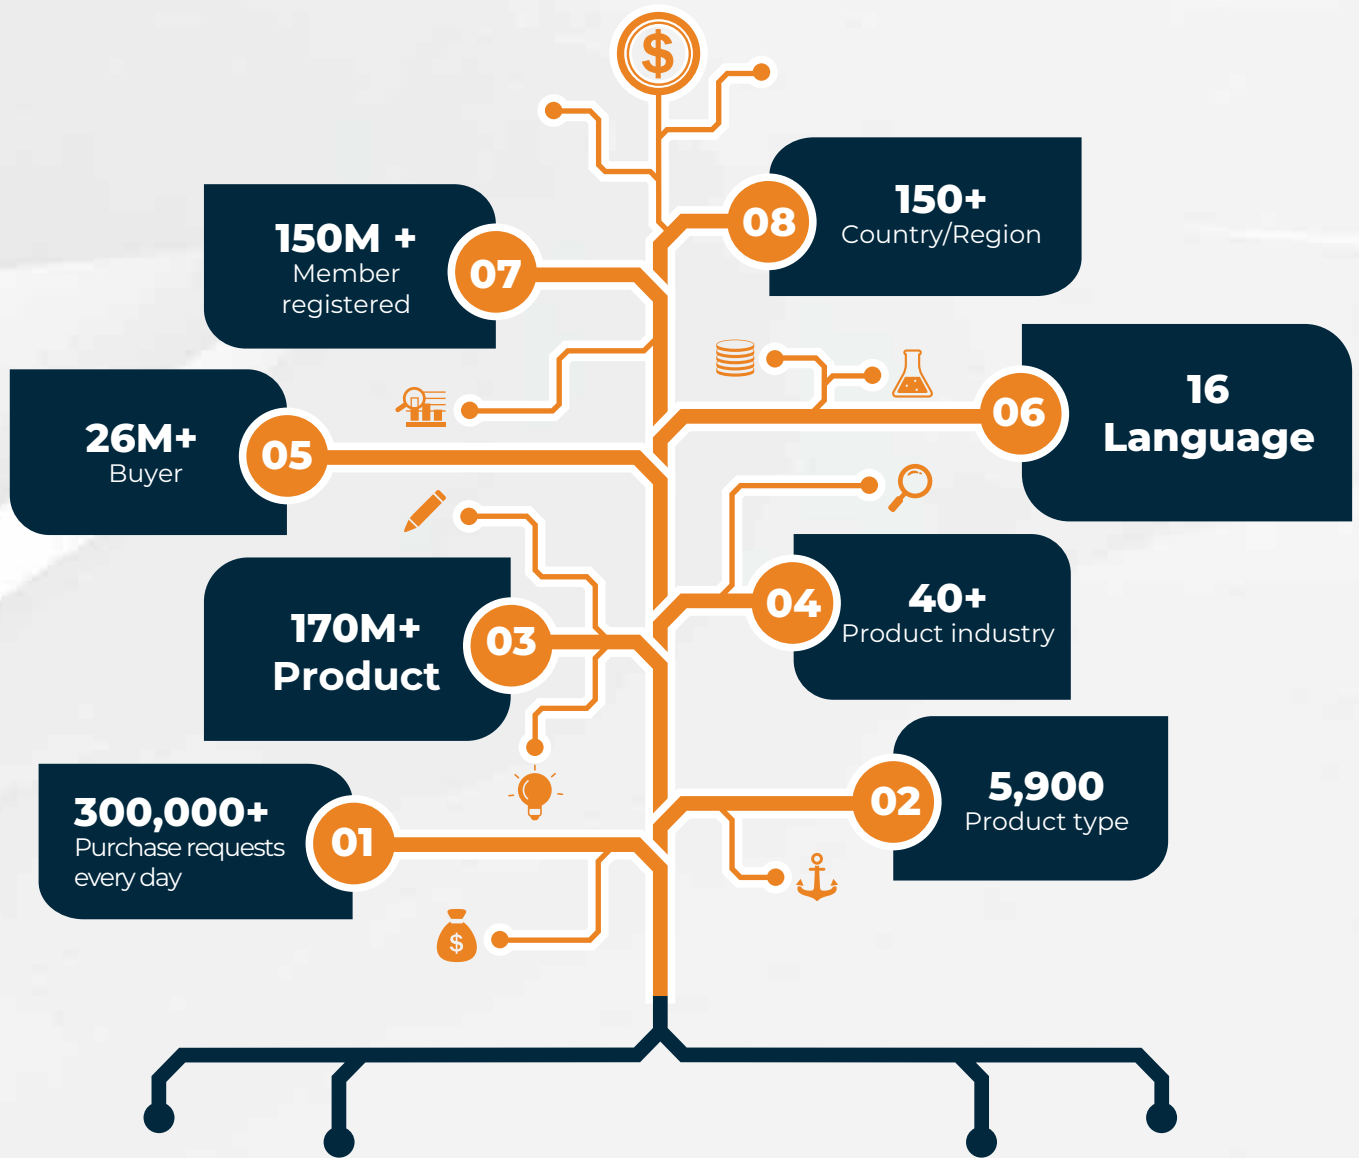 $
150+
Country/Region
08
150M +
Member
registered
07
16
Language
06
26M+
Buyer
05
40+
Product industry
04
170M+
Product
03
5,900
Product type
02
300,000+
Purchase requests
every day
01
$